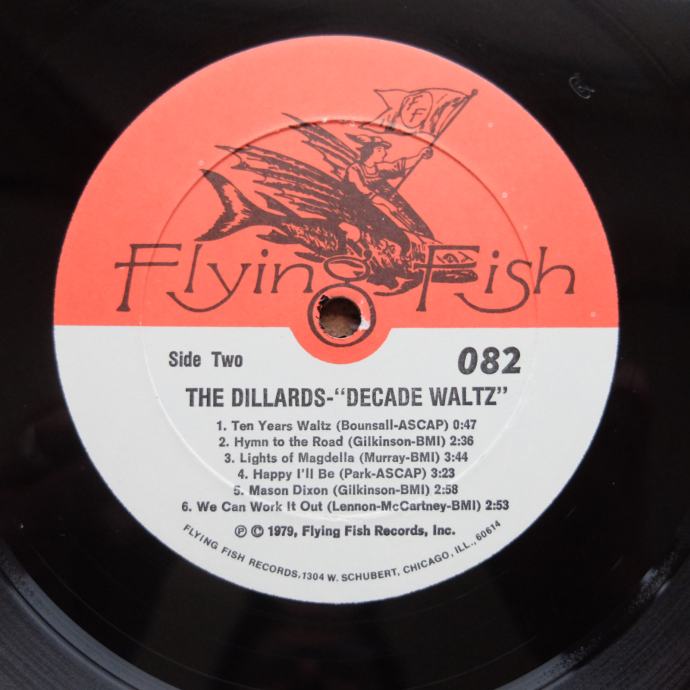 FF
Flying Fish
Side Two 082
THE DILLARDS-“DECADE WALTZ”
1. Ten Years Waltz (Bounsall-ASCAP) 0:47
2. Hymn to the Road (Gilkinson-BMI) 2:36
3. Lights of Magdella (Murray-BMI) 3:44
4. Happy I'll Be (Park-ASCAP) 3:23
5. Mason Dixon (Gilkinson-BMI) 2:58
6. We Can Work It Out (Lennon-McCartney-BMI) 2:53
℗ © 1979, Flying Fish Records, Inc.
FLYING FISH RECORDS, 1304 W. SCHUBERT, CHICAGO, ILL., 60614